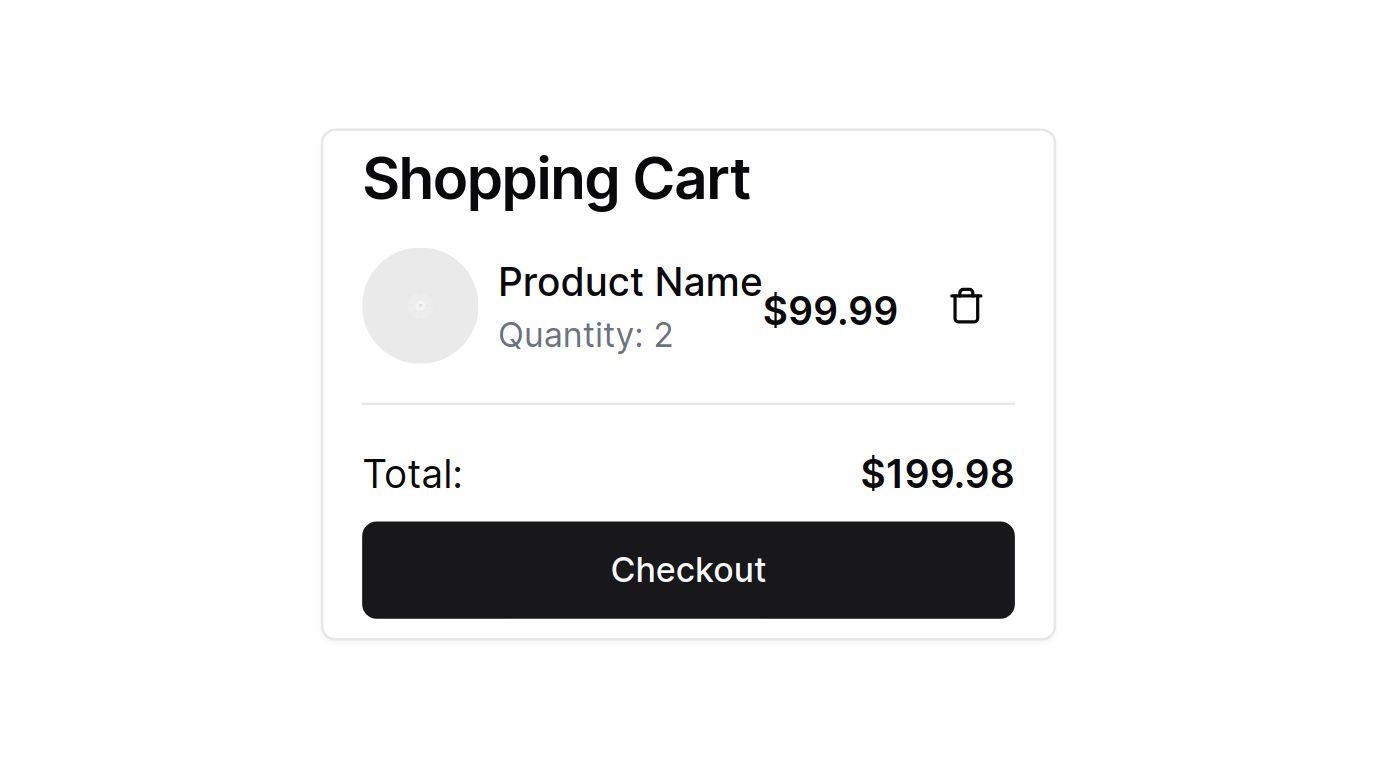 Shopping Cart
Product Name
Quantity: 2
$99.99
Total: $199.98
Checkout